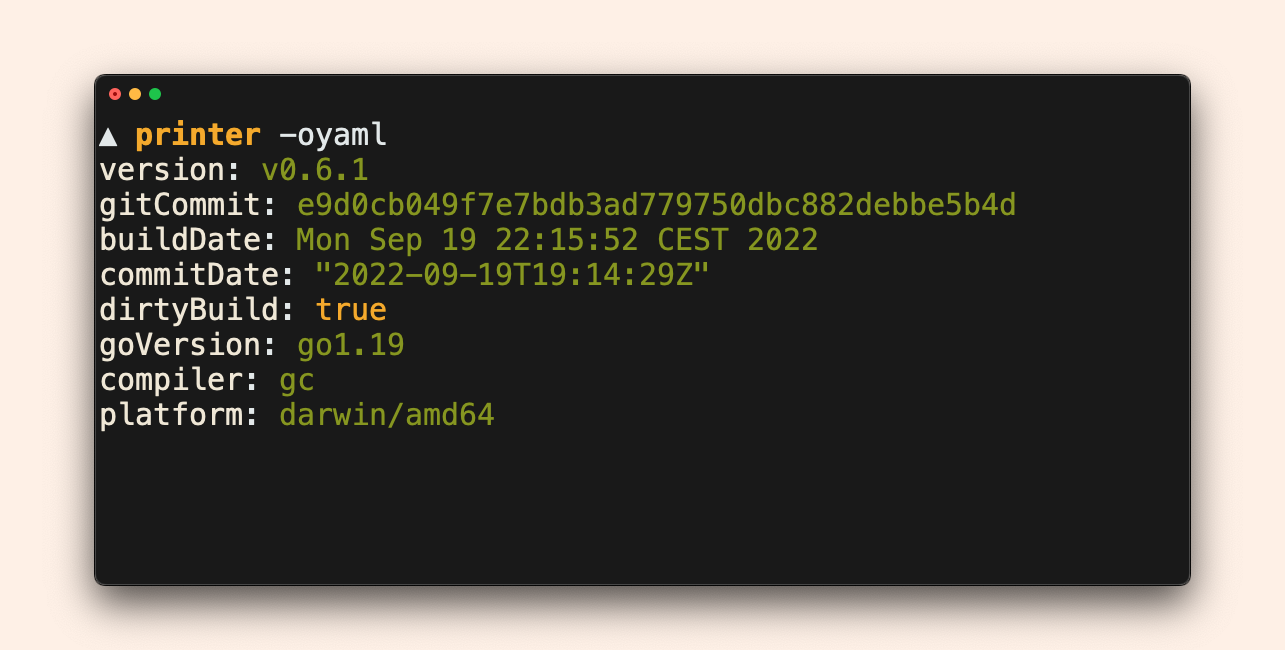 ▲ printer -oyaml
version: v0.6.1
gitCommit: e9d0cb049f7e7bdb3ad779750dbc882debbe5b4d
buildDate: Mon Sep 19 22:15:52 CEST 2022
commitDate: "2022-09-19T19:14:29Z"
dirtyBuild: true
goVersion: go1.19
compiler: gc
platform: darwin/amd64